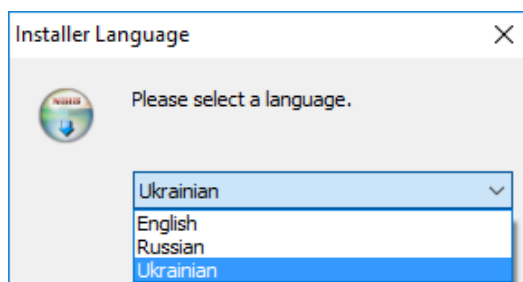 Installer Language
Please select a language.
Ukrainian
English
Russian
Ukrainian